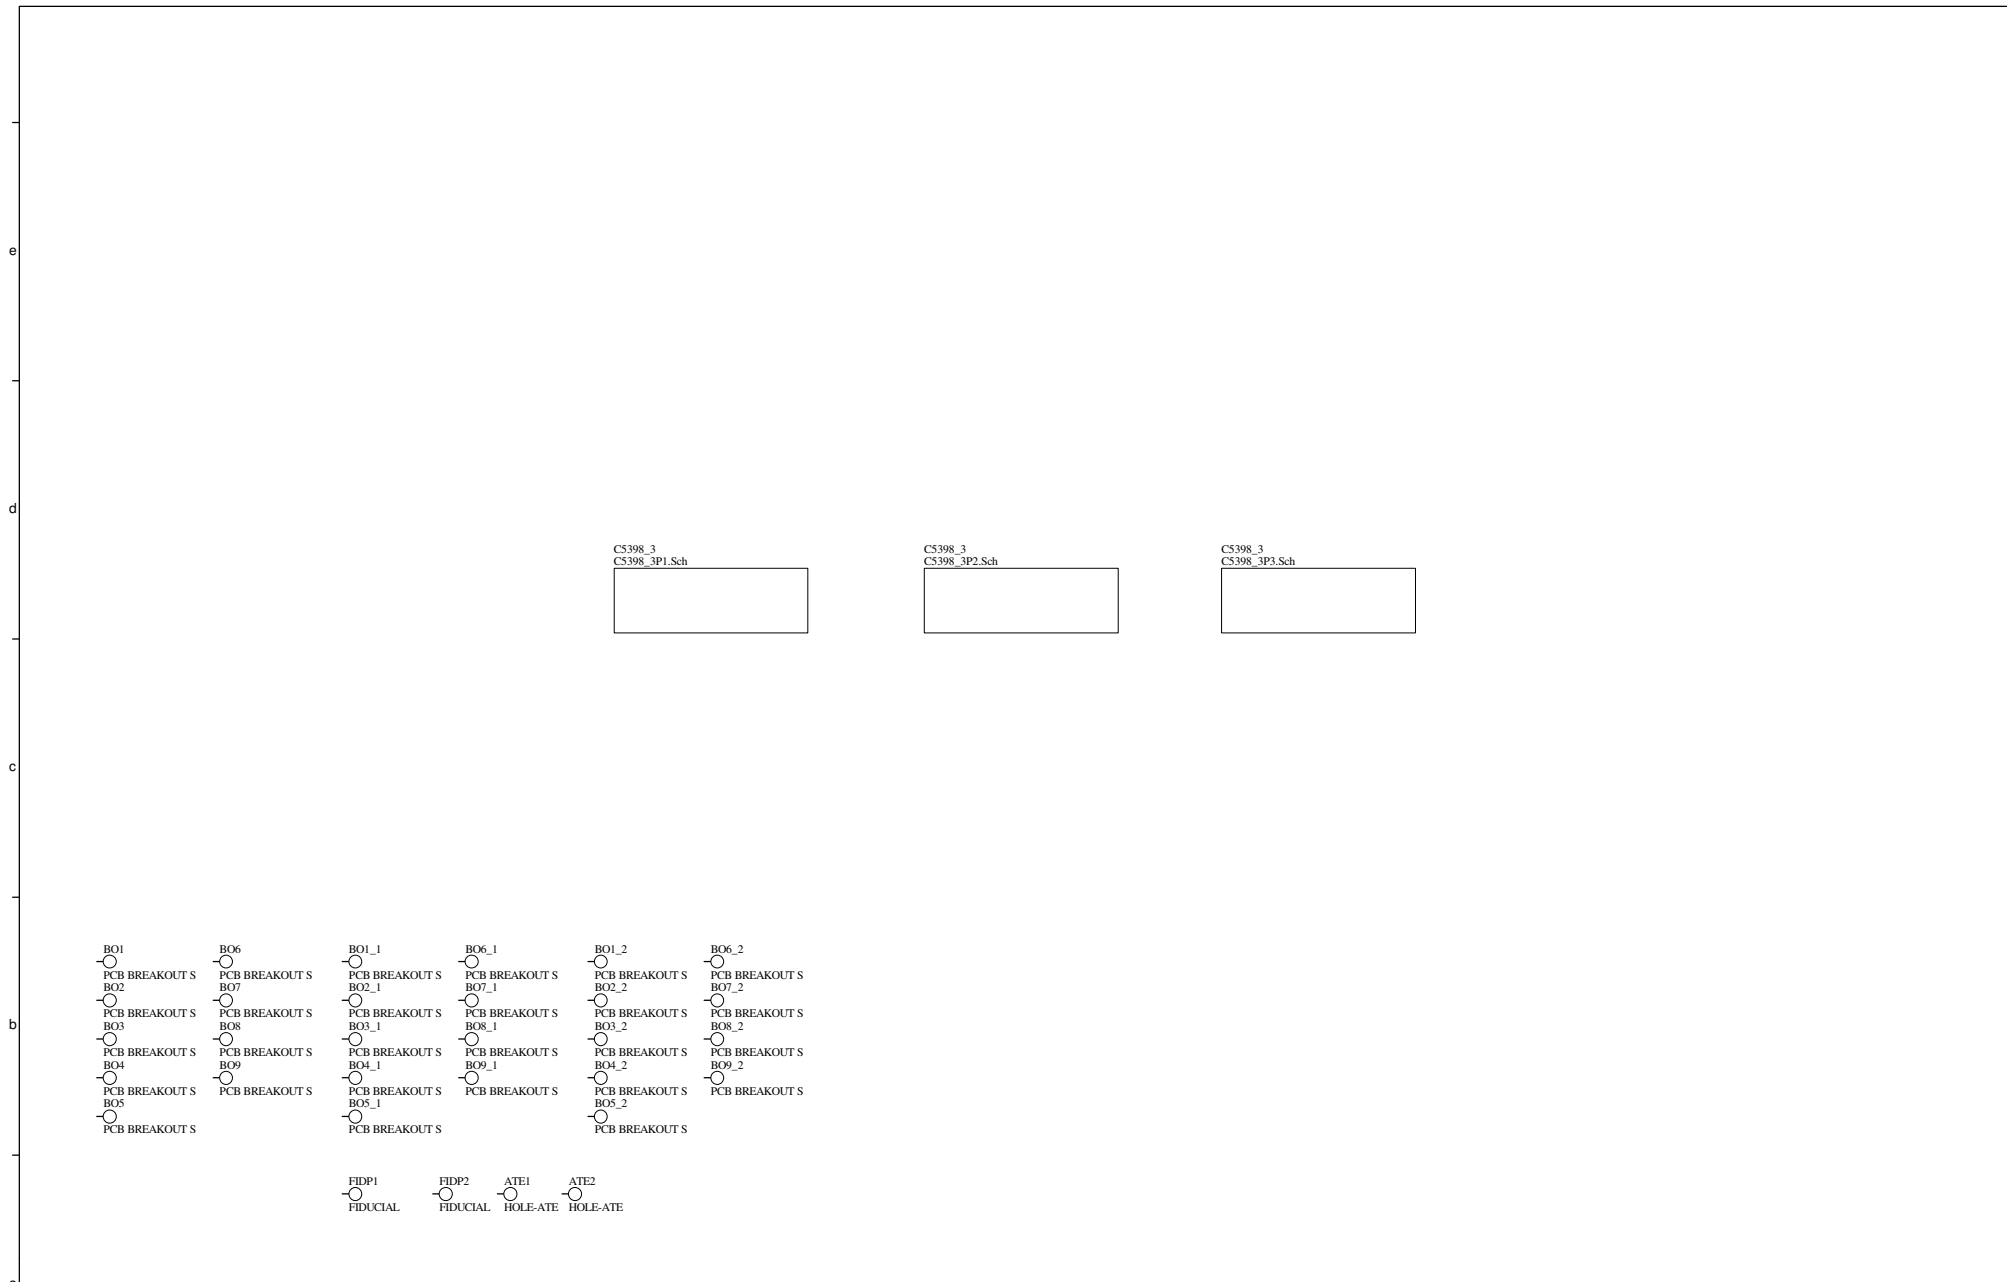 e
d
C5398_3
C5398_3P1.Sch
C5398_3
C5398_3P2.Sch
C5398_3
C5398_3P3.Sch
c
BO1 BO6 BO1_1 BO6_1 BO1_2 BO6_2
PCB BREAKOUT S PCB BREAKOUT S PCB BREAKOUT S PCB BREAKOUT S PCB BREAKOUT S PCB BREAKOUT S
BO2 BO7 BO2_1 BO7_1 BO2_2 BO7_2
PCB BREAKOUT S PCB BREAKOUT S PCB BREAKOUT S PCB BREAKOUT S PCB BREAKOUT S PCB BREAKOUT S
b
BO3 BO8 BO3_1 BO8_1 BO3_2 BO8_2
PCB BREAKOUT S PCB BREAKOUT S PCB BREAKOUT S PCB BREAKOUT S PCB BREAKOUT S PCB BREAKOUT S
BO4 BO9 BO4_1 BO9_1 BO4_2 BO9_2
PCB BREAKOUT S PCB BREAKOUT S PCB BREAKOUT S PCB BREAKOUT S PCB BREAKOUT S PCB BREAKOUT S
BO5 BO5_1 BO5_2
PCB BREAKOUT S PCB BREAKOUT S PCB BREAKOUT S
FIDP1 FIDP2 ATE1 ATE2
FIDUCIAL FIDUCIAL HOLE-ATE HOLE-ATE